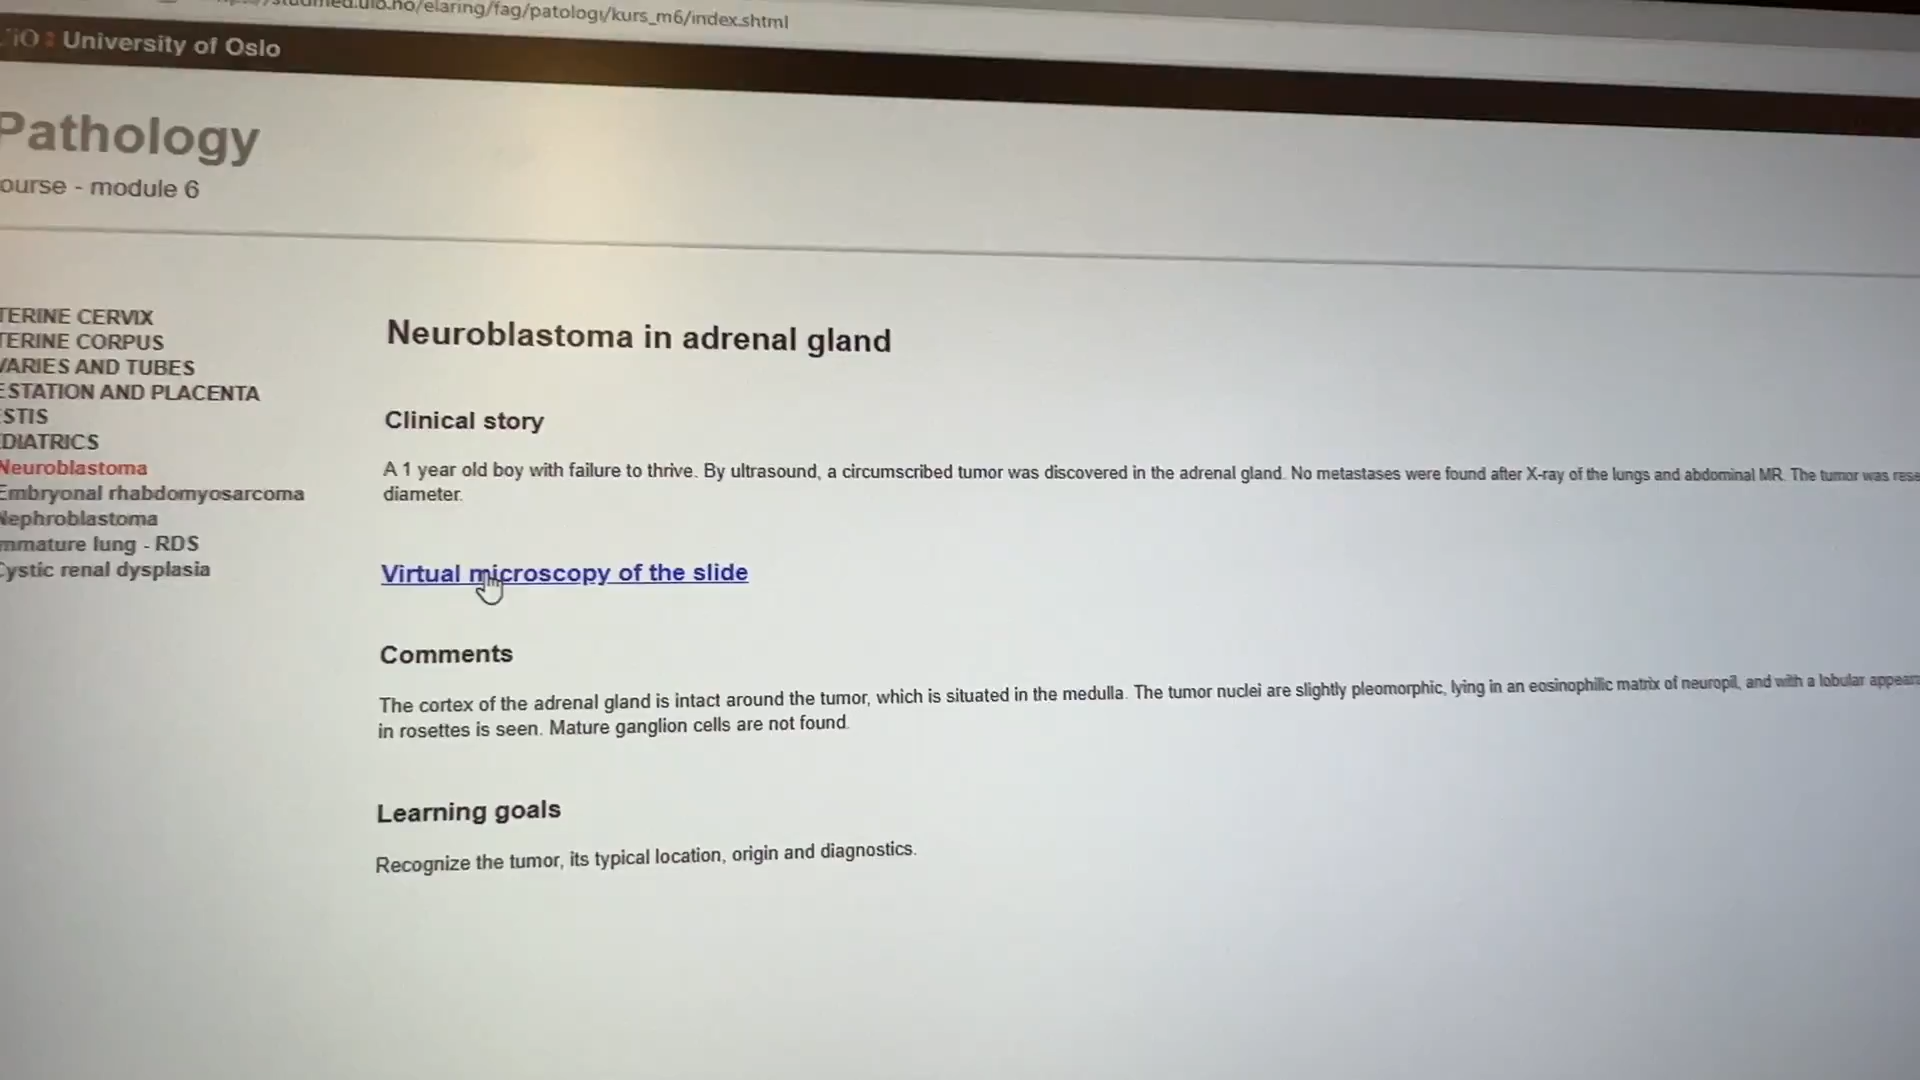 elaring/fag/patologi/kurs_m6/index.shtml
University of Oslo
Pathology
ourse - module 6
TERINE CERVIX
TERINE CORPUS
VARIES AND TUBES
ESTATION AND PLACENTA
STIS
DIATRICS
Neuroblastoma
Embryonal rhabdomyosarcoma
Nephroblastoma
mmature lung - RDS
Cystic renal dysplasia
Neuroblastoma in adrenal gland
Clinical story
A 1 year old boy with failure to thrive. By ultrasound, a circumscribed tumor was discovered in the adrenal gland. No metastases were found after X-ray of the lungs and abdominal MR. The tumor was rese
diameter.
Virtual microscopy of the slide
Comments
The cortex of the adrenal gland is intact around the tumor, which is situated in the medulla. The tumor nuclei are slightly pleomorphic, lying in an eosinophilic matrix of neuropil, and with a lobular appeara
in rosettes is seen. Mature ganglion cells are not found.
Learning goals
Recognize the tumor, its typical location, origin and diagnostics.